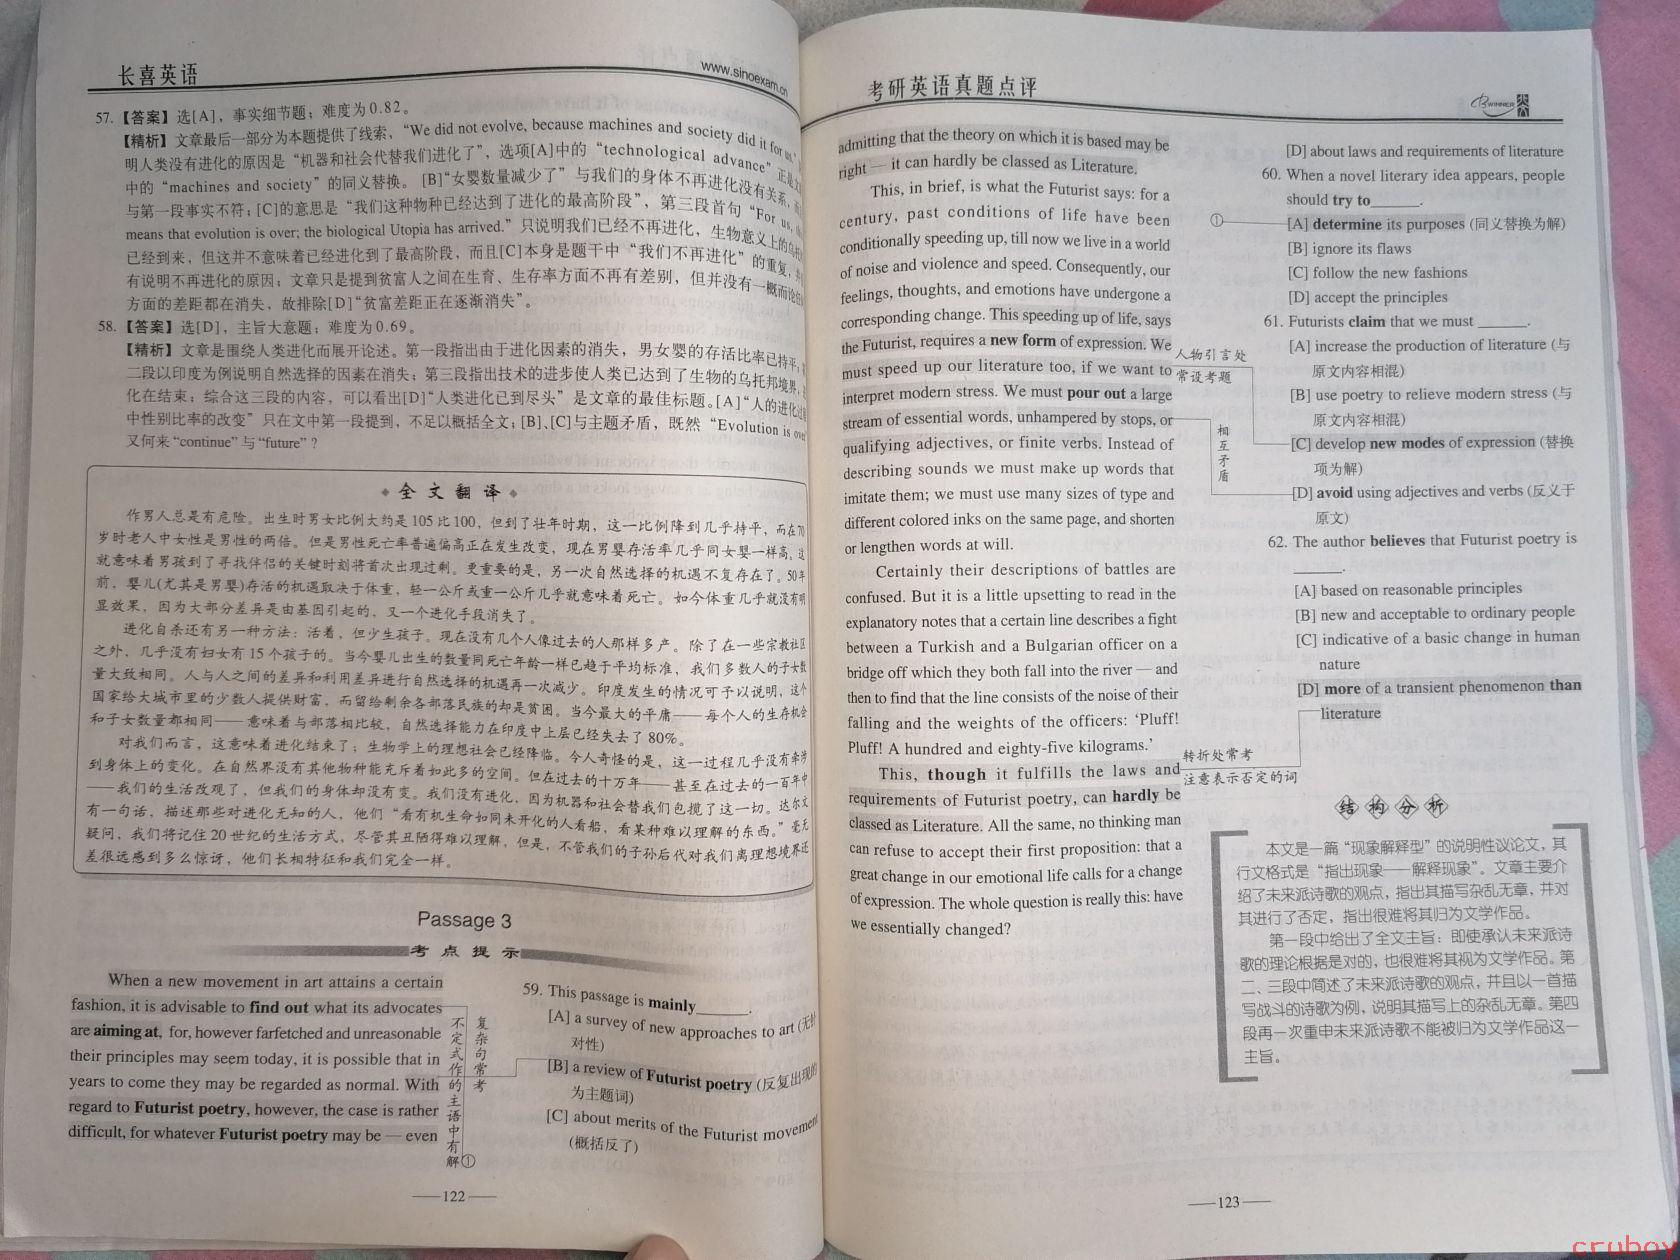 长喜英语
www.sinoexam.cn
57.【答案】选[A]，事实细节题；难度为0.82。
【精析】文章最后一部分为本题提供了线索，“We did not evolve, because machines and society did it for us.”
明人类没有进化的原因是“机器和社会代替我们进化了”，选项[A]中的“technological advance”正是文
中的“machines and society”的同义替换。[B]“女婴数量减少了”与我们的身体不再进化没有关系，而
与第一段事实不符；[C]的意思是“我们这种物种已经达到了进化的最高阶段”，第三段首句“For us,
means that evolution is over; the biological Utopia has arrived.”只说明我们已经不再进化，生物意义上的乌
已经到来，但这并不意味着已经进化到了最高阶段，而且[C]本身是题干中“我们不再进化”的重复，
有说明不再进化的原因；文章只是提到贫富人之间在生育、生存率方面不再有差别，但并没有一概而论
方面的差距都在消失，故排除[D]“贫富差距正在逐渐消失”。
58.【答案】选[D]，主旨大意题；难度为0.69。
【精析】文章是围绕人类进化而展开论述。第一段指出由于进化因素的消失，男女婴的存活比率已持平；
二段以印度为例说明自然选择的因素在消失；第三段指出技术的进步使人类已达到了生物的乌托邦境界，
化在结束；综合这三段的内容，可以看出[D]“人类进化已到尽头”是文章的最佳标题。[A]“人的进化过
中性别比率的改变”只在文中第一段提到，不足以概括全文；[B]、[C]与主题矛盾，既然“Evolution is over
又何来“continue”与“future”？
全文翻译
作男人总是有危险。出生时男女比例大约是105比100，但到了壮年时期，这一比例降到几乎持平，而在70
岁时老人中女性是男性的两倍。但是男性死亡率普遍偏高正在发生改变，现在男婴存活率几乎同女婴一样高。这
就意味着男孩到了寻找伴侣的关键时刻将首次出现过剩。更重要的是，另一次自然选择的机遇不复存在了。50年
前，婴儿(尤其是男婴)存活的机遇取决于体重，轻一公斤或重一公斤几乎就意味着死亡。如今体重几乎就没有明
显效果，因为大部分差异是由基因引起的，又一个进化手段消失了。
进化自杀还有另一种方法：活着，但少生孩子。现在没有几个人像过去的人那样多产。除了在一些宗教社区
之外，几乎没有妇女有15个孩子的。当今婴儿出生的数量同死亡年龄一样已趋于平均标准，我们多数人的子女数
量大致相同。人与人之间的差异和利用差异进行自然选择的机遇再一次减少。印度发生的情况可予以说明，这个
国家给大城市里的少数人提供财富，而留给剩余各部落民族的却是贫困。当今最大的平庸——每个人的生存机会
和子女数量都相同——意味着与部落相比较，自然选择能力在印度中上层已经失去了80%。
对我们而言，这意味着进化结束了；生物学上的理想社会已经降临。令人奇怪的是，这一过程几乎没有牵涉
到身体上的变化。在自然界没有其他物种能充斥着如此多的空间。但在过去的十万年——甚至在过去的一百年中
——我们的生活改观了，但我们的身体却没有变。我们没有进化，因为机器和社会替我们包揽了这一切。达尔文
有一句话，描述那些对进化无知的人，他们“看有机生命如同未开化的人看船，看某种难以理解的东西。”毫无
疑问，我们将记住20世纪的生活方式，尽管其丑陋得难以理解，但是，不管我们的子孙后代对我们离理想境界还
差很远感到多么惊讶，他们长相特征和我们完全一样。
Passage 3
考点提示
When a new movement in art attains a certain
fashion, it is advisable to find out what its advocates
are aiming at, for, however farfetched and unreasonable
their principles may seem today, it is possible that in
years to come they may be regarded as normal. With
regard to Futurist poetry, however, the case is rather
difficult, for whatever Futurist poetry may be — even
不定式作的主语中有解①
复杂句常考
59. This passage is mainly______.
[A] a survey of new approaches to art (无针
对性)
[B] a review of Futurist poetry (反复出现的
为主题词)
[C] about merits of the Futurist movement
(概括反了)
—122—
考研英语真题点评
WINNER
admitting that the theory on which it is based may be
right — it can hardly be classed as Literature.
This, in brief, is what the Futurist says: for a
century, past conditions of life have been
conditionally speeding up, till now we live in a world
of noise and violence and speed. Consequently, our
feelings, thoughts, and emotions have undergone a
corresponding change. This speeding up of life, says
the Futurist, requires a new form of expression. We
must speed up our literature too, if we want to
interpret modern stress. We must pour out a large
stream of essential words, unhampered by stops, or
qualifying adjectives, or finite verbs. Instead of
describing sounds we must make up words that
imitate them; we must use many sizes of type and
different colored inks on the same page, and shorten
or lengthen words at will.
Certainly their descriptions of battles are
confused. But it is a little upsetting to read in the
explanatory notes that a certain line describes a fight
between a Turkish and a Bulgarian officer on a
bridge off which they both fall into the river — and
then to find that the line consists of the noise of their
falling and the weights of the officers: ‘Pluff!
Pluff! A hundred and eighty-five kilograms.’
This, though it fulfills the laws and
requirements of Futurist poetry, can hardly be
classed as Literature. All the same, no thinking man
can refuse to accept their first proposition: that a
great change in our emotional life calls for a change
of expression. The whole question is really this: have
we essentially changed?
①
人物引言处
常设考题
相互矛盾
转折处常考
注意表示否定的词
[D] about laws and requirements of literature
60. When a novel literary idea appears, people
should try to______.
[A] determine its purposes (同义替换为解)
[B] ignore its flaws
[C] follow the new fashions
[D] accept the principles
61. Futurists claim that we must ______.
[A] increase the production of literature (与
原文内容相混)
[B] use poetry to relieve modern stress (与
原文内容相混)
[C] develop new modes of expression (替换
项为解)
[D] avoid using adjectives and verbs (反义于
原文)
62. The author believes that Futurist poetry is
______.
[A] based on reasonable principles
[B] new and acceptable to ordinary people
[C] indicative of a basic change in human
nature
[D] more of a transient phenomenon than
literature
结构分析
本文是一篇“现象解释型”的说明性议论文，其
行文格式是“指出现象——解释现象”。文章主要介
绍了未来派诗歌的观点，指出其描写杂乱无章，并对
其进行了否定，指出很难将其归为文学作品。
第一段中给出了全文主旨：即使承认未来派诗
歌的理论根据是对的，也很难将其视为文学作品。第
二、三段中简述了未来派诗歌的观点，并且以一首描
写战斗的诗歌为例，说明其描写上的杂乱无章。第四
段再一次重申未来派诗歌不能被归为文学作品这一
主旨。
—123—
cruboy